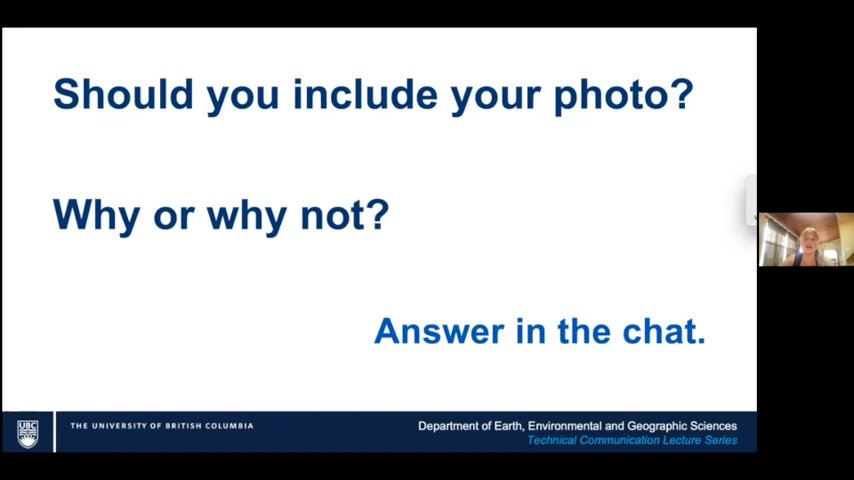 Should you include your photo?
Why or why not?
Answer in the chat.
UBC
THE UNIVERSITY OF BRITISH COLUMBIA
Department of Earth, Environmental and Geographic Sciences
Technical Communication Lecture Series